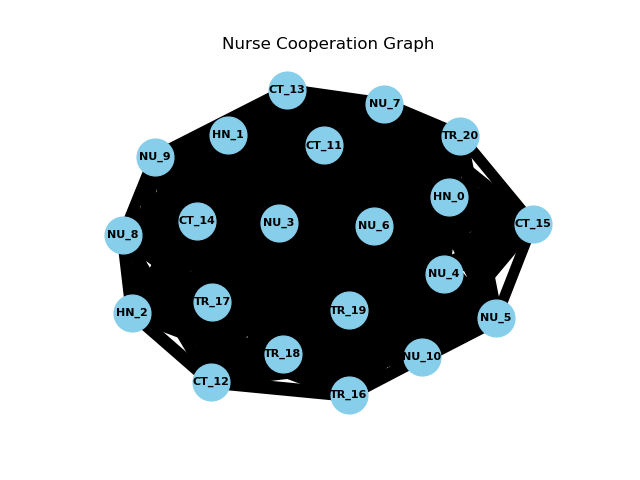 Nurse Cooperation Graph
CT_13
NU_7
HN_1
TR_20
CT_11
NU_9
HN_0
CT_14
NU_3
NU_6
CT_15
NU_8
NU_4
TR_17
TR_19
HN_2
NU_5
TR_18
NU_10
CT_12
TR_16